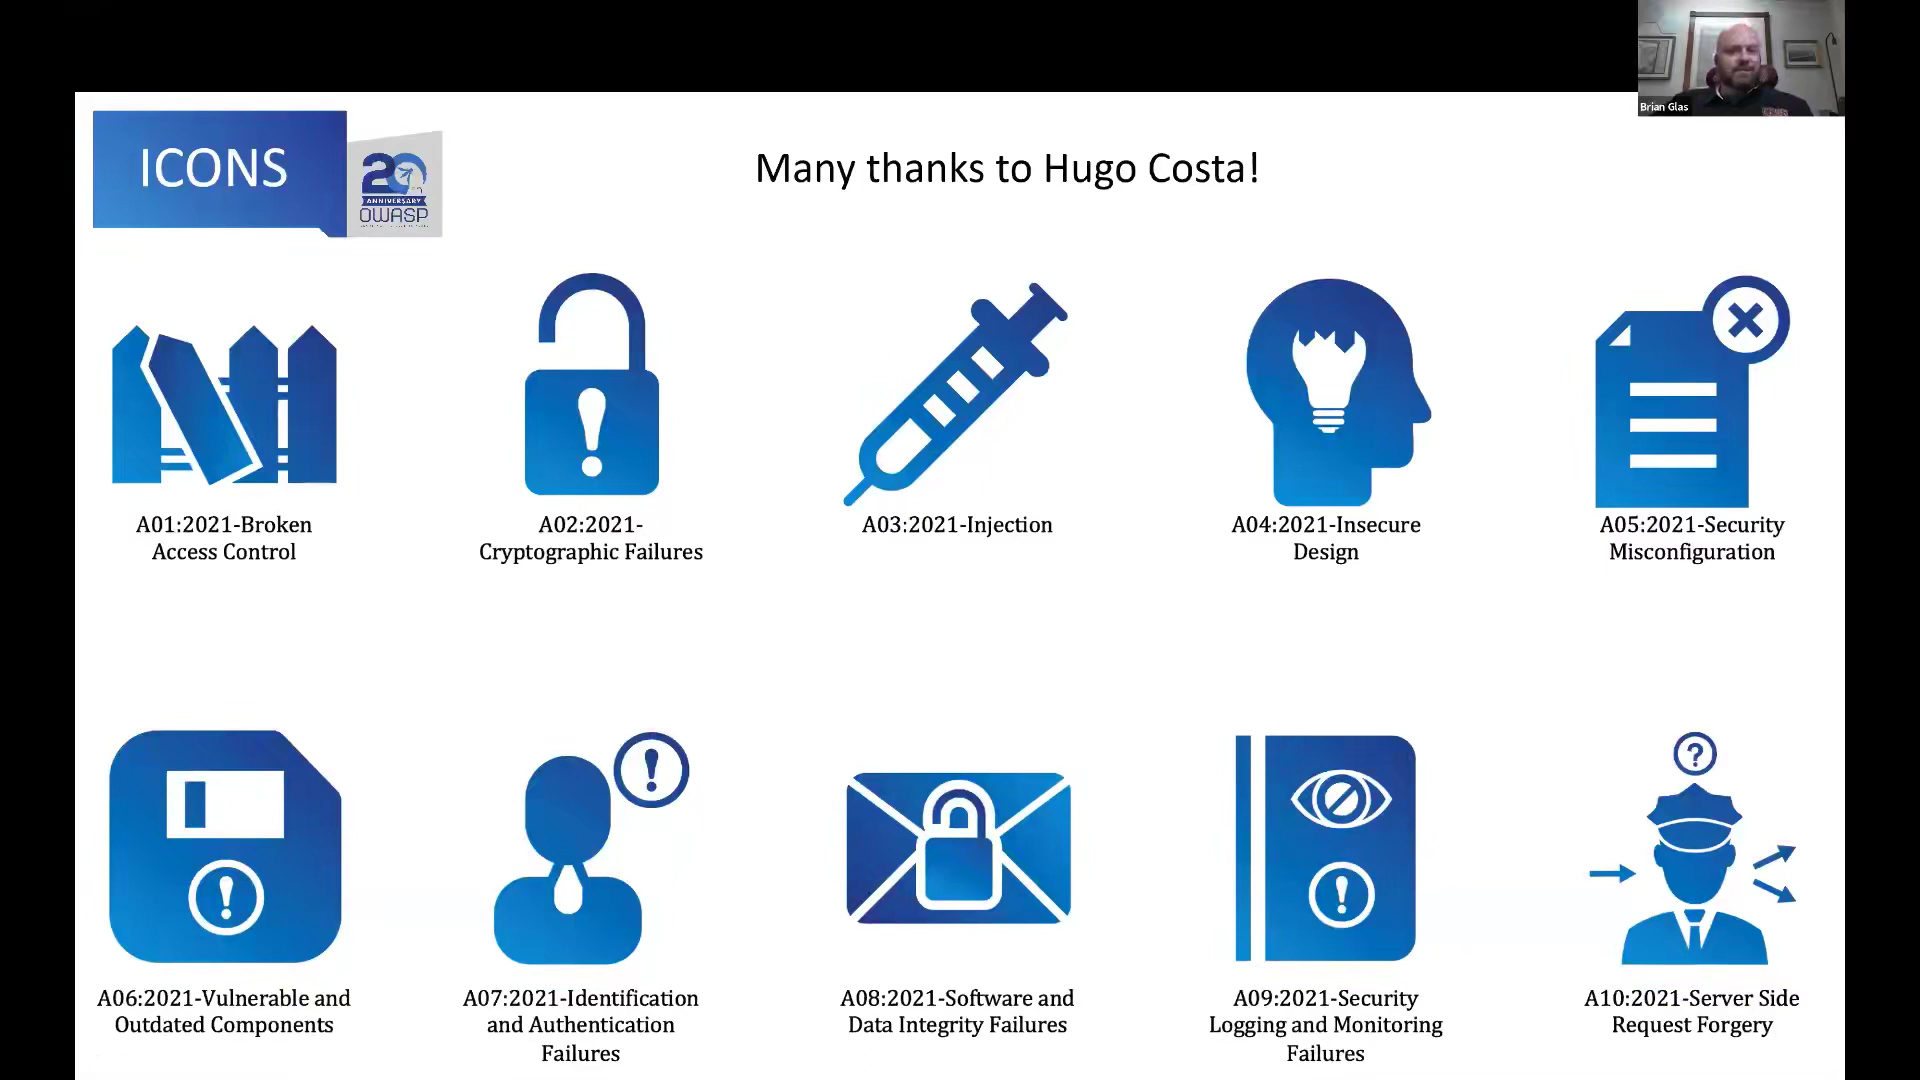 Brian Glas
ICONS
20
ANNIVERSARY
OWASP
Many thanks to Hugo Costa!
A01:2021-Broken
Access Control
A02:2021-
Cryptographic Failures
A03:2021-Injection
A04:2021-Insecure
Design
A05:2021-Security
Misconfiguration
A06:2021-Vulnerable and
Outdated Components
A07:2021-Identification
and Authentication
Failures
A08:2021-Software and
Data Integrity Failures
A09:2021-Security
Logging and Monitoring
Failures
A10:2021-Server Side
Request Forgery